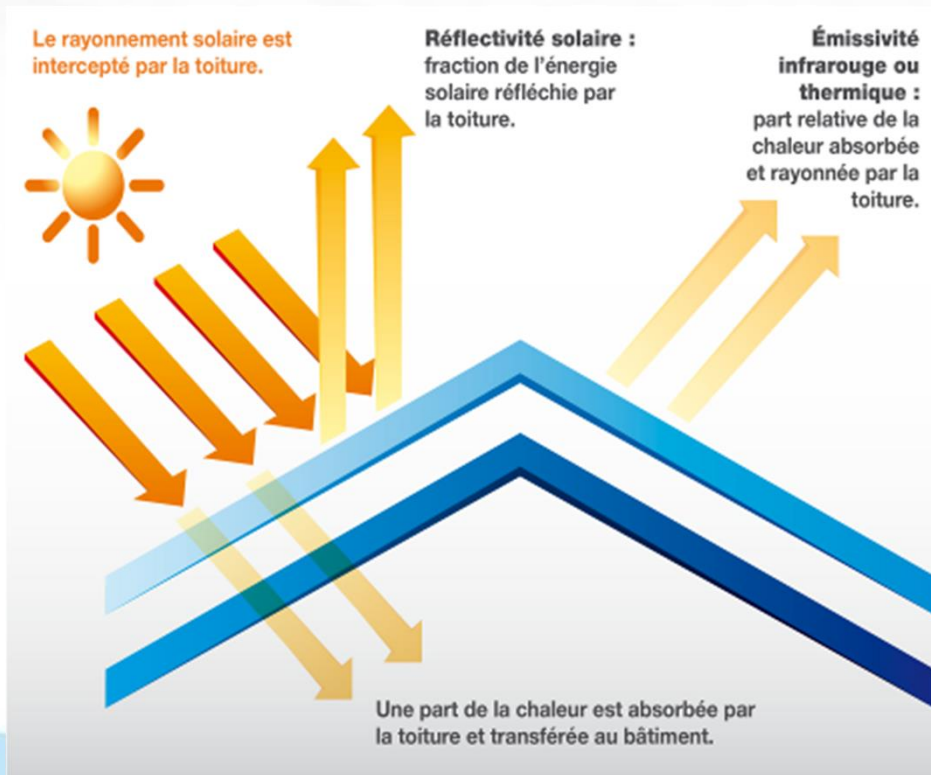 Le rayonnement solaire est
intercepté par la toiture.
Réflectivité solaire :
fraction de l'énergie
solaire réfléchie par
la toiture.
Émissivité
infrarouge ou
thermique :
part relative de la
chaleur absorbée
et rayonnée par la
toiture.
Une part de la chaleur est absorbée par
la toiture et transférée au bâtiment.